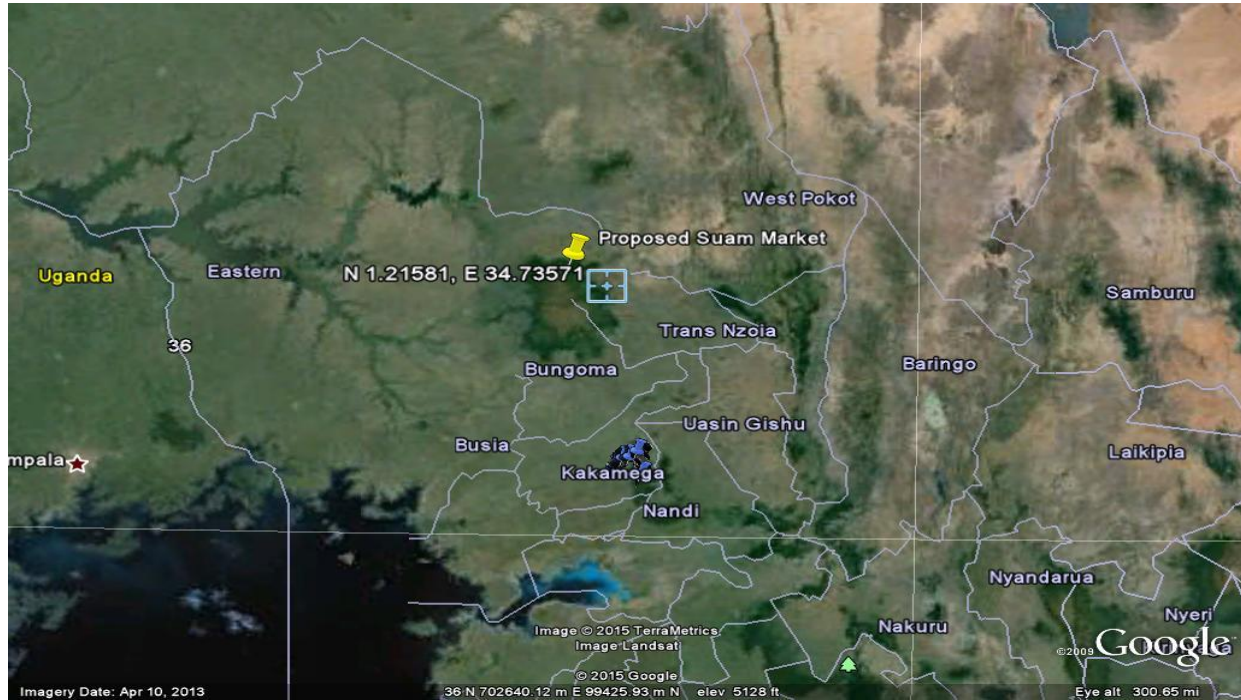 West Pokot
Proposed Suam Market
N 1.21581, E 34.73571
Uganda
Eastern
Samburu
Trans Nzoia
36
Bungoma
Baringo
Uasin Gishu
Busia
Laikipia
mpala
Kakamega
Nandi
Nyandarua
Nyeri
Nakuru
Image © 2015 TerraMetrics
Image Landsat
© 2015 Google
©2009 Google
Imagery Date: Apr 10, 2013
36 N 702640.12 m E 99425.93 m N elev 5128 ft
Eye alt 300.65 mi